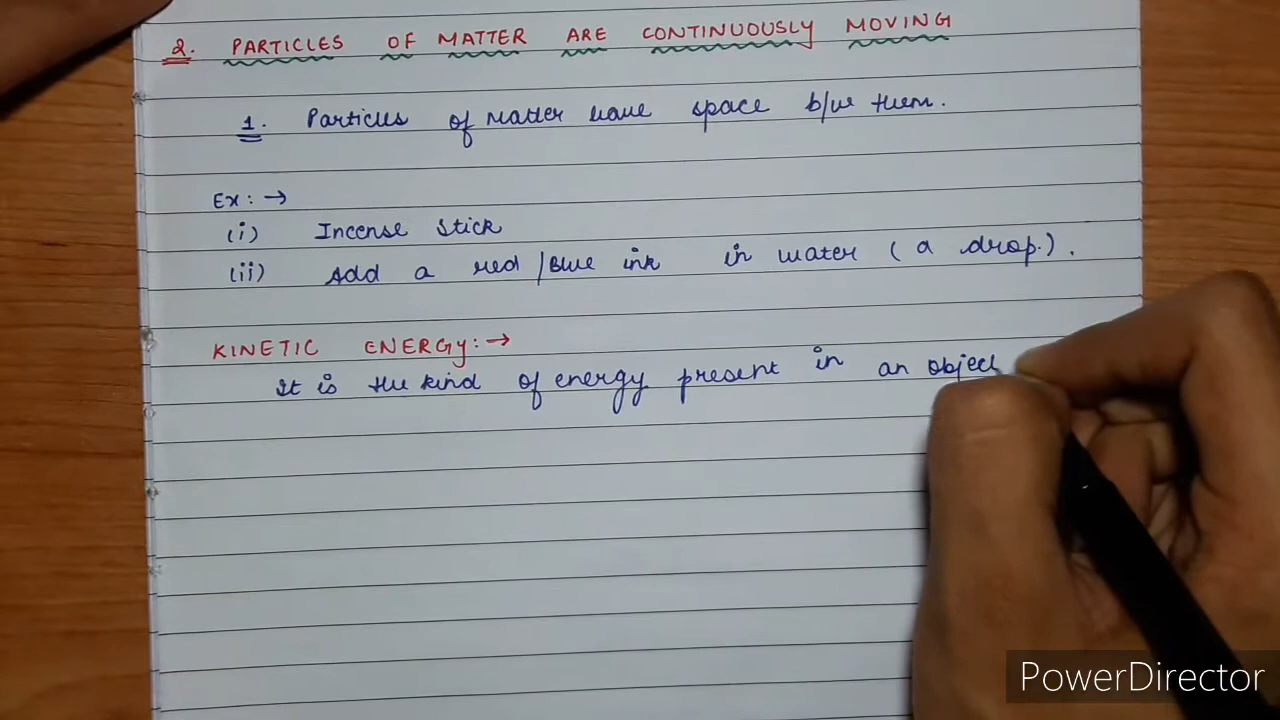 2. PARTICLES OF MATTER ARE CONTINUOUSLY MOVING
1. Particles of matter have space b/w them.
Ex: →
(i) Incense stick
(ii) Add a red/Blue ink in water (a drop.).
KINETIC ENERGY: →
It is the kind of energy present in an object
PowerDirector